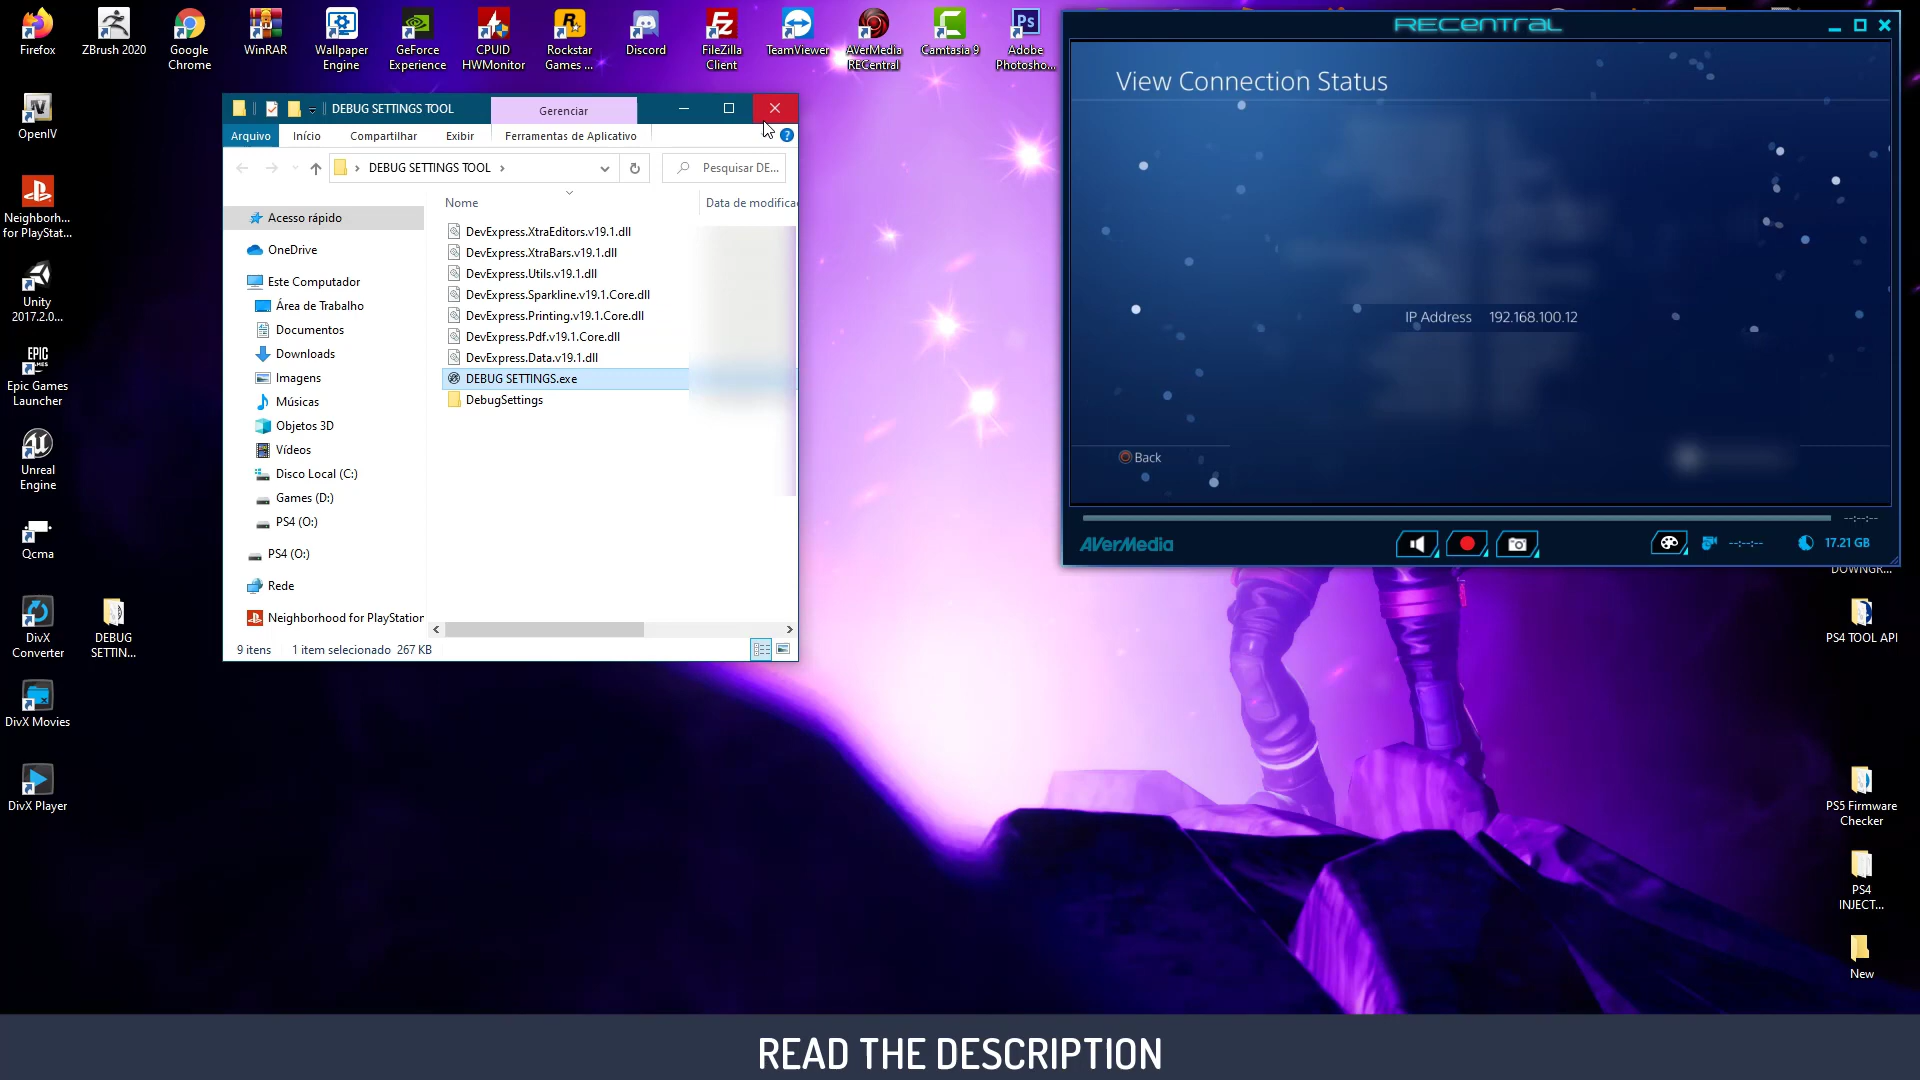 Firefox
ZBrush 2020
Google
Chrome
WinRAR
Wallpaper
Engine
GeForce
Experience
CPUID
HWMonitor
Rockstar
Games ...
Discord
FileZilla
Client
TeamViewer
AVerMedia
RECentral
Camtasia 9
Adobe
Photosho...
OpenIV
Neighborh...
for PlayStat...
Unity
2017.2.0...
Epic Games
Launcher
Unreal
Engine
Qcma
DivX
Converter
DEBUG
SETTIN...
DivX Movies
DivX Player
DEBUG SETTINGS TOOL
Gerenciar
Arquivo
Início
Compartilhar
Exibir
Ferramentas de Aplicativo
DEBUG SETTINGS TOOL
Pesquisar DE...
Nome
Data de modifica
Acesso rápido
OneDrive
Este Computador
Área de Trabalho
Documentos
Downloads
Imagens
Músicas
Objetos 3D
Vídeos
Disco Local (C:)
Games (D:)
PS4 (O:)
PS4 (O:)
Rede
Neighborhood for PlayStation
DevExpress.XtraEditors.v19.1.dll
DevExpress.XtraBars.v19.1.dll
DevExpress.Utils.v19.1.dll
DevExpress.Sparkline.v19.1.Core.dll
DevExpress.Printing.v19.1.Core.dll
DevExpress.Pdf.v19.1.Core.dll
DevExpress.Data.v19.1.dll
DEBUG SETTINGS.exe
DebugSettings
9 itens
1 item selecionado 267 KB
RECENTRAL
View Connection Status
IP Address 192.168.100.12
Back
--:--:--
AVerMedia
--:--:--
17.21 GB
DOWNGR...
PS4 TOOL API
PS5 Firmware
Checker
PS4
INJECT...
New
READ THE DESCRIPTION